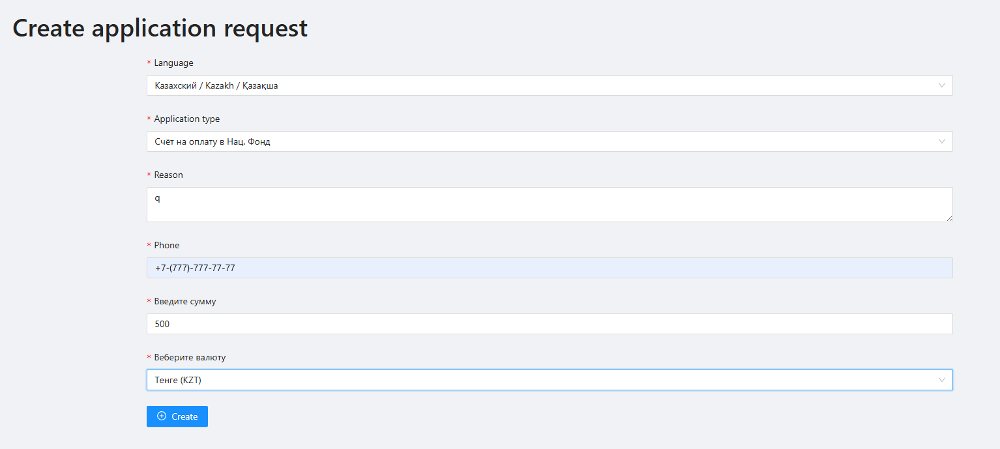 Create application request
* Language
Казахский / Kazakh / Қазақша
* Application type
Счёт на оплату в Нац. Фонд
* Reason
q
* Phone
+7-(777)-777-77-77
* Введите сумму
500
* Веберите валюту
Тенге (KZT)
Create